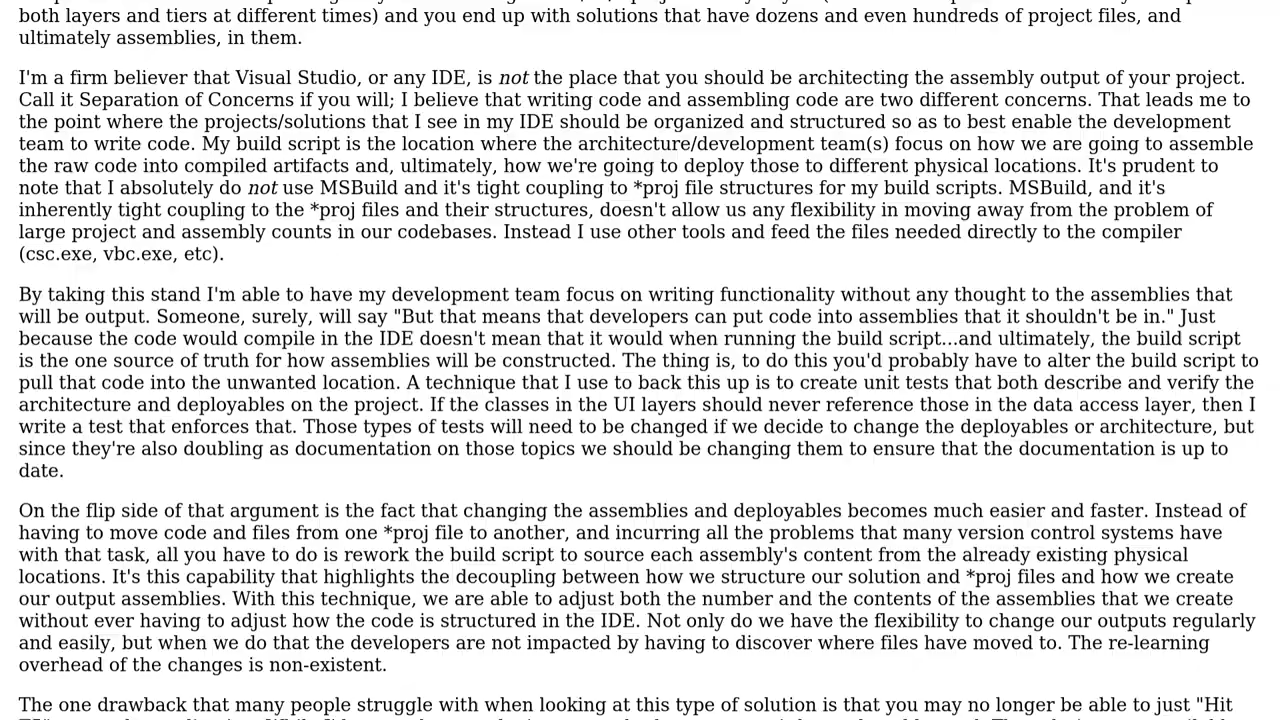 both layers and tiers at different times) and you end up with solutions that have dozens and even hundreds of project files, and
ultimately assemblies, in them.
I'm a firm believer that Visual Studio, or any IDE, is not the place that you should be architecting the assembly output of your project.
Call it Separation of Concerns if you will; I believe that writing code and assembling code are two different concerns. That leads me to
the point where the projects/solutions that I see in my IDE should be organized and structured so as to best enable the development
team to write code. My build script is the location where the architecture/development team(s) focus on how we are going to assemble
the raw code into compiled artifacts and, ultimately, how we're going to deploy those to different physical locations. It's prudent to
note that I absolutely do not use MSBuild and it's tight coupling to *proj file structures for my build scripts. MSBuild, and it's
inherently tight coupling to the *proj files and their structures, doesn't allow us any flexibility in moving away from the problem of
large project and assembly counts in our codebases. Instead I use other tools and feed the files needed directly to the compiler
(csc.exe, vbc.exe, etc).
By taking this stand I'm able to have my development team focus on writing functionality without any thought to the assemblies that
will be output. Someone, surely, will say "But that means that developers can put code into assemblies that it shouldn't be in." Just
because the code would compile in the IDE doesn't mean that it would when running the build script...and ultimately, the build script
is the one source of truth for how assemblies will be constructed. The thing is, to do this you'd probably have to alter the build script to
pull that code into the unwanted location. A technique that I use to back this up is to create unit tests that both describe and verify the
architecture and deployables on the project. If the classes in the UI layers should never reference those in the data access layer, then I
write a test that enforces that. Those types of tests will need to be changed if we decide to change the deployables or architecture, but
since they're also doubling as documentation on those topics we should be changing them to ensure that the documentation is up to
date.
On the flip side of that argument is the fact that changing the assemblies and deployables becomes much easier and faster. Instead of
having to move code and files from one *proj file to another, and incurring all the problems that many version control systems have
with that task, all you have to do is rework the build script to source each assembly's content from the already existing physical
locations. It's this capability that highlights the decoupling between how we structure our solution and *proj files and how we create
our output assemblies. With this technique, we are able to adjust both the number and the contents of the assemblies that we create
without ever having to adjust how the code is structured in the IDE. Not only do we have the flexibility to change our outputs regularly
and easily, but when we do that the developers are not impacted by having to discover where files have moved to. The re-learning
overhead of the changes is non-existent.
The one drawback that many people struggle with when looking at this type of solution is that you may no longer be able to just "Hit